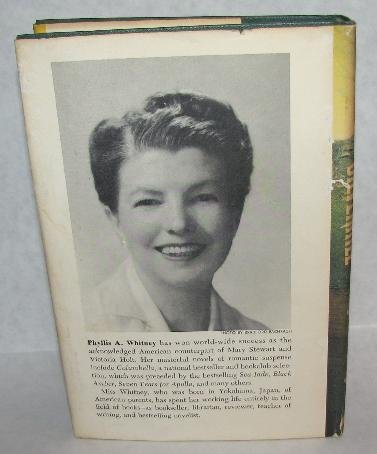 Phyllis A. Whitney has won world-wide success as the
acknowledged American counterpart of Mary Stewart and
Victoria Holt. Her masterful novels of romantic suspense
include Columbella, a national bestseller and bookclub selec-
tion, which was preceded by the bestselling Sea Jade, Black
Amber, Seven Tears for Apollo, and many others.
Miss Whitney, who was born in Yokohama, Japan, of
American parents, has spent her working life entirely in the
field of books—as bookseller, librarian, reviewer, teacher of
writing, and bestselling novelist.